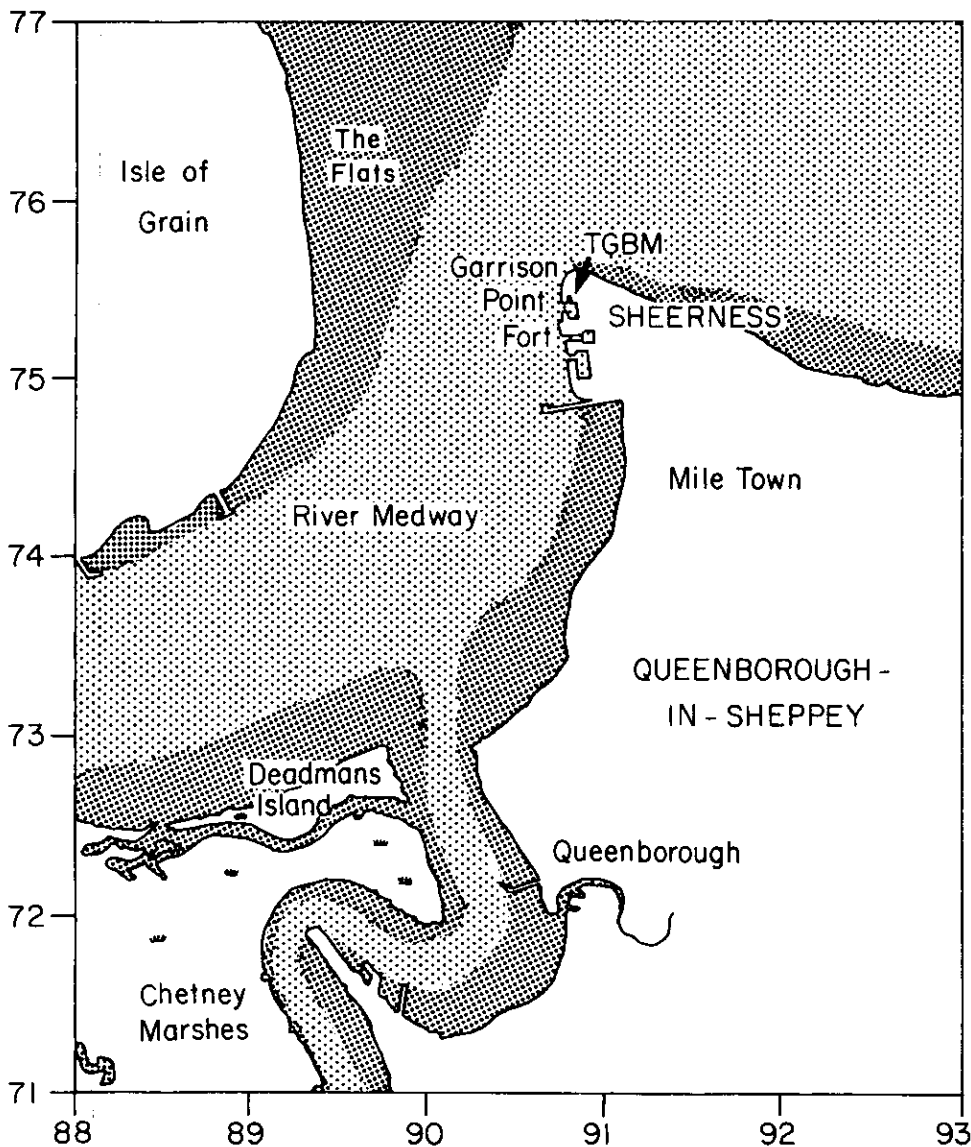 77
The
Flats
Isle of
Grain
76
TGBM
Garrison
Point
Fort
SHEERNESS
75
Mile Town
River Medway
74
QUEENBOROUGH-
IN-SHEPPEY
73
Deadmans
Island
Queenborough
72
Chetney
Marshes
71
88 89 90 91 92 93